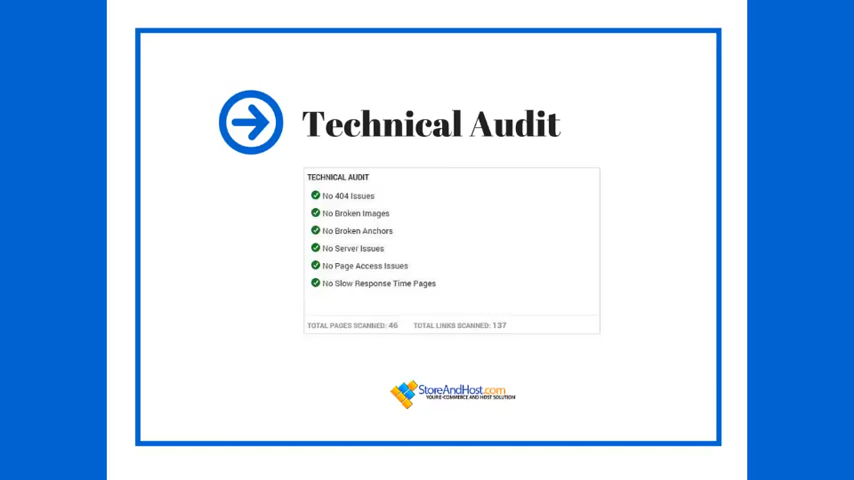 Technical Audit
TECHNICAL AUDIT
No 404 Issues
No Broken Images
No Broken Anchors
No Server Issues
No Page Access Issues
No Slow Response Time Pages
TOTAL PAGES SCANNED: 46 TOTAL LINKS SCANNED: 137
StoreAndHost.com
YOUR E-COMMERCE AND HOST SOLUTION